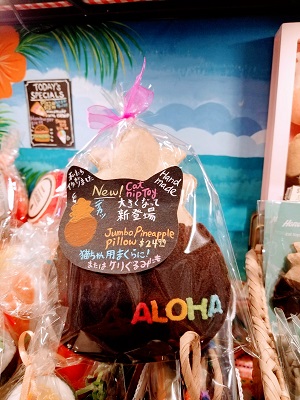 TODAY'S
SPECIALS
Hand
made
New! Cat
nip Toy
大きくなって
新登場
Jumbo Pineapple
pillow $24.99
猫ちゃん用まくらに!
または ケリぐるみにも
ALOHA